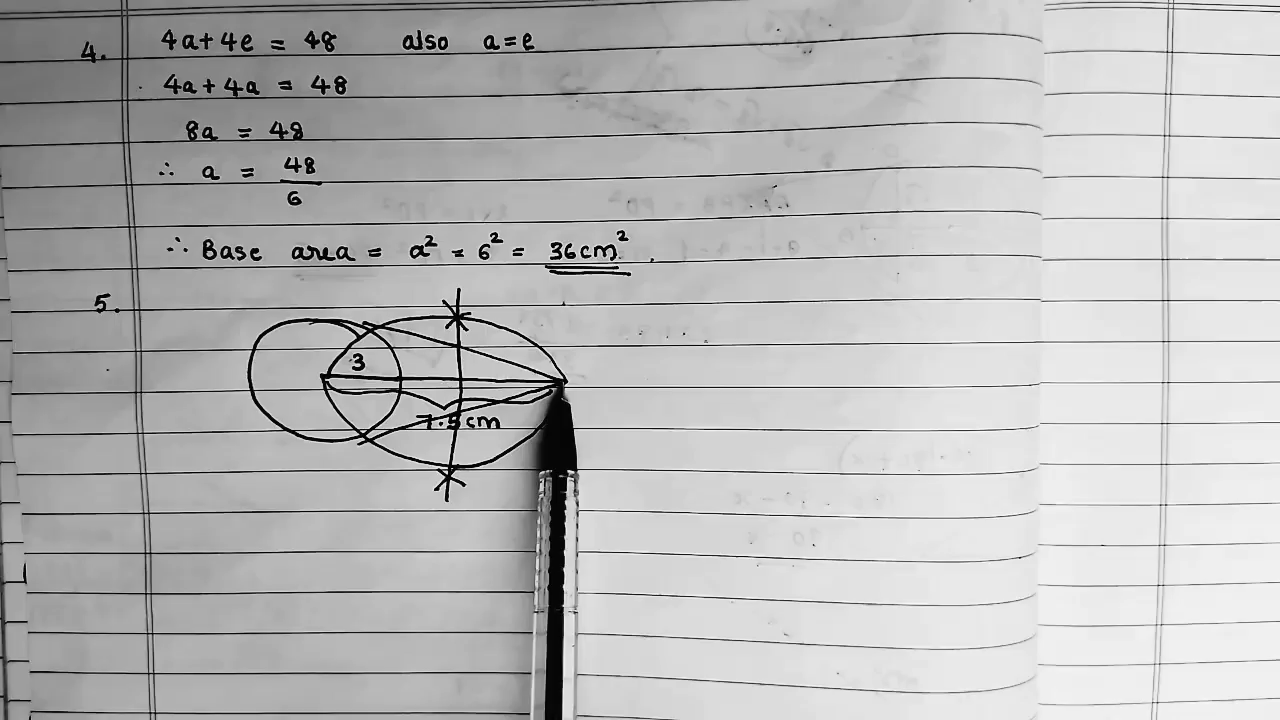 4. 4a + 4e = 48 also a = e
4a + 4a = 48
8a = 48
∴ a = 48/6
∴ Base area = a² = 6² = 36cm².
5.
3
7.5cm